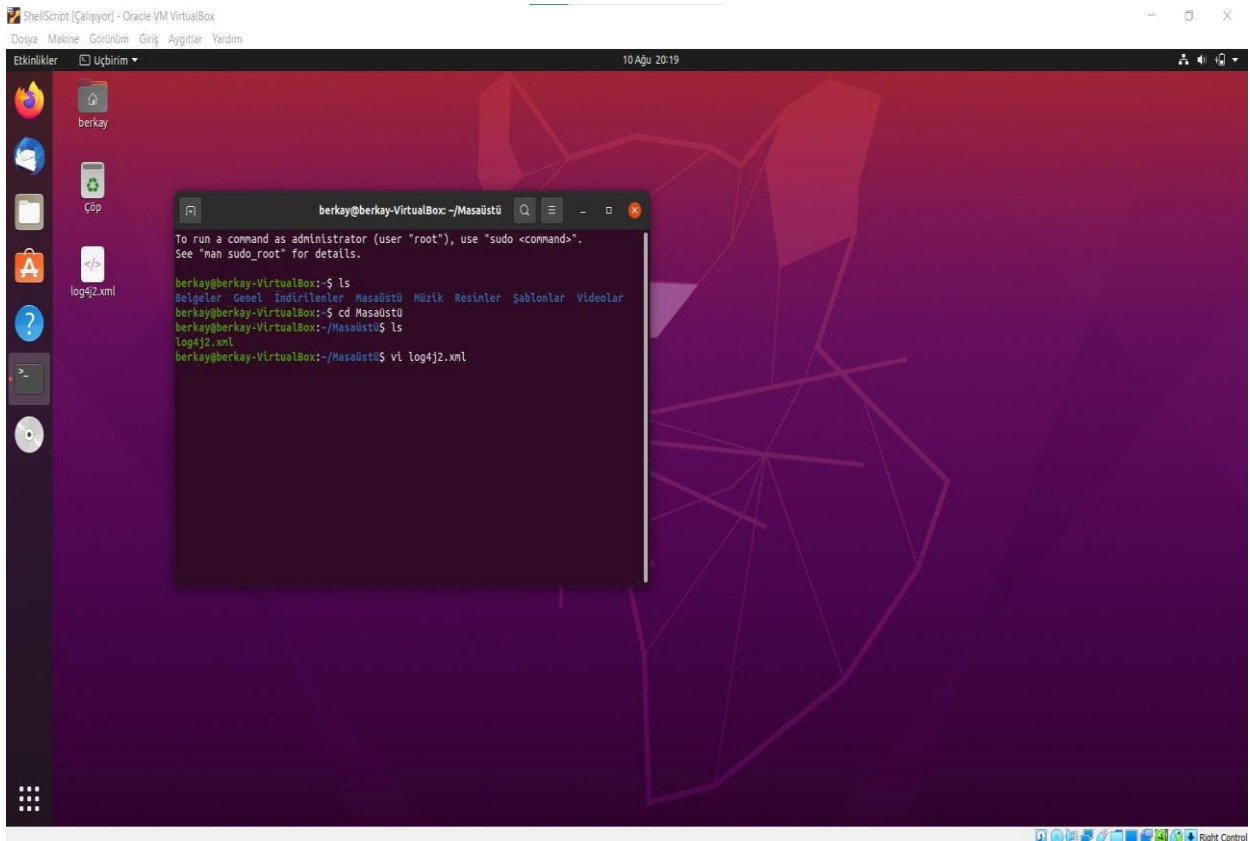 ShellScript [Çalışıyor] - Oracle VM VirtualBox
Dosya Makine Görünüm Giriş Aygıtlar Yardım
Etkinlikler Uçbirim 10 Ağu 20:19
berkay
Çöp
log4j2.xml
berkay@berkay-VirtualBox: ~/Masaüstü
To run a command as administrator (user "root"), use "sudo <command>".
See "man sudo_root" for details.
berkay@berkay-VirtualBox:~$ ls
Belgeler Genel İndirilenler Masaüstü Müzik Resimler Şablonlar Videolar
berkay@berkay-VirtualBox:~$ cd Masaüstü
berkay@berkay-VirtualBox:~/Masaüstü$ ls
log4j2.xml
berkay@berkay-VirtualBox:~/Masaüstü$ vi log4j2.xml
Right Control